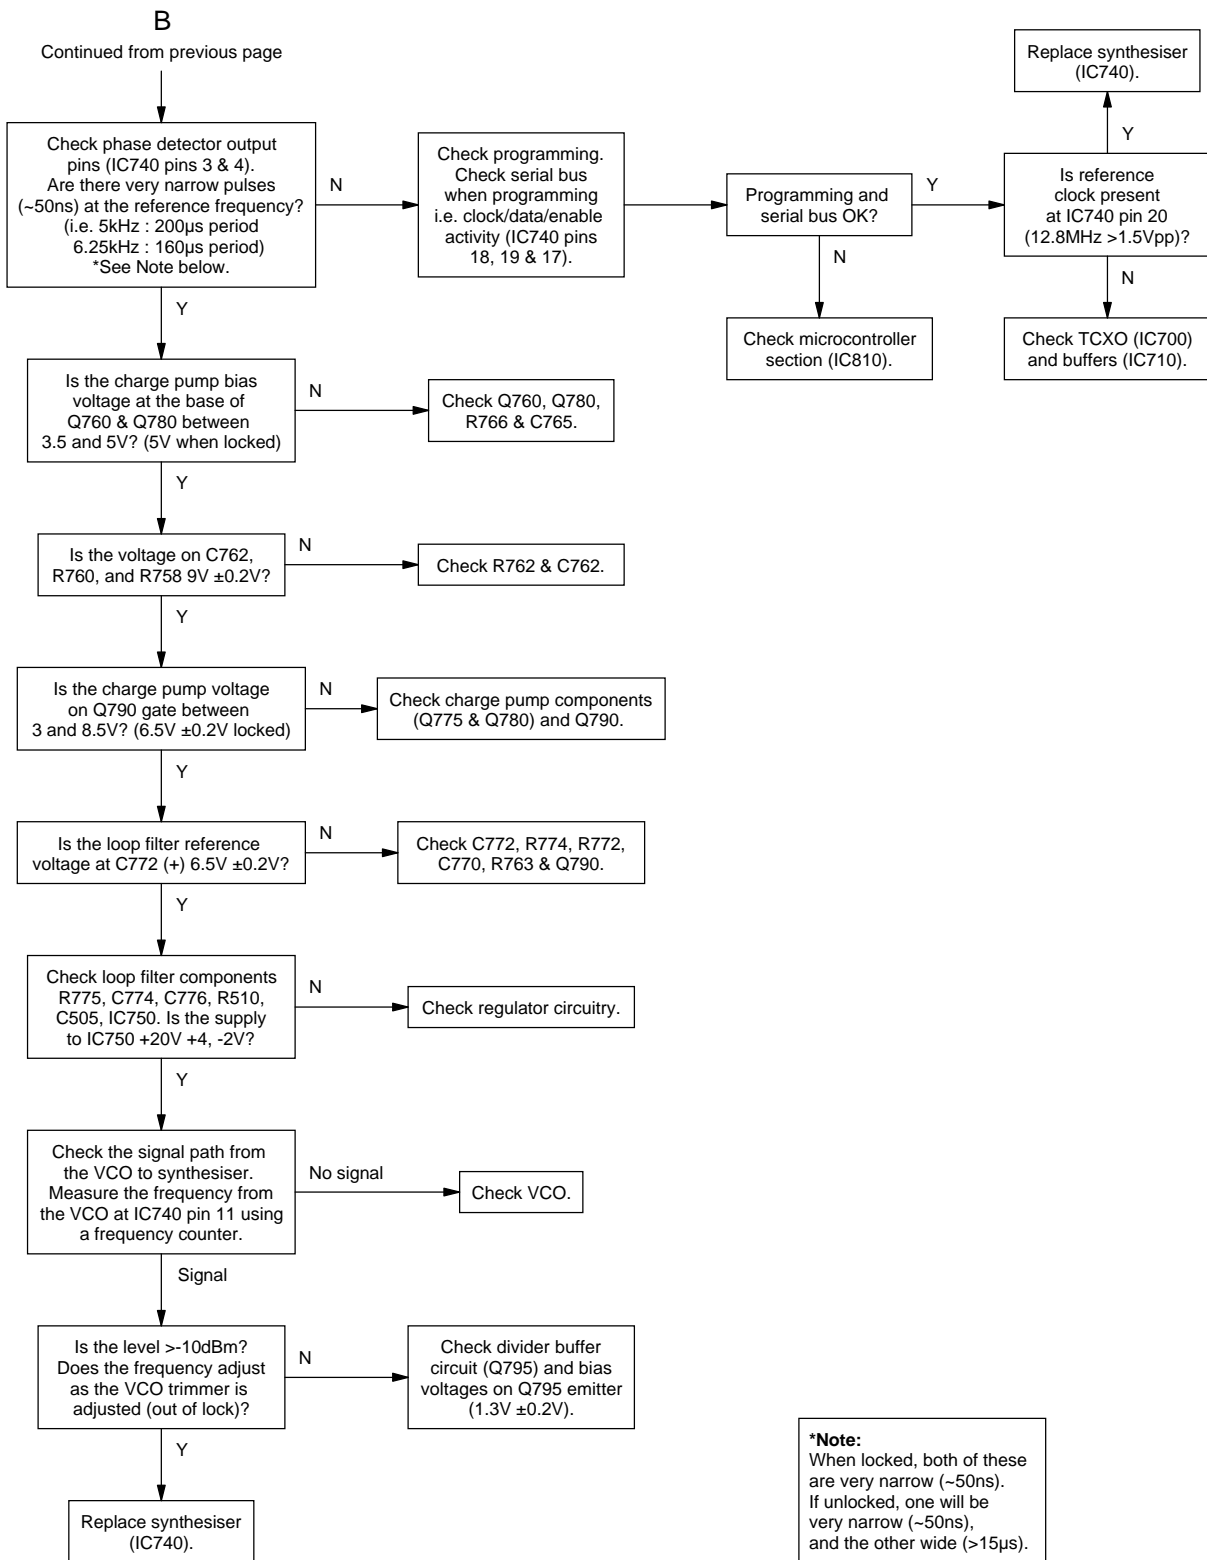 B
Continued from previous page
Replace synthesiser
(IC740).
Y
Check phase detector output
pins (IC740 pins 3 & 4).
Are there very narrow pulses
(~50ns) at the reference frequency?
(i.e. 5kHz : 200µs period
6.25kHz : 160µs period)
*See Note below.
N
Check programming.
Check serial bus
when programming
i.e. clock/data/enable
activity (IC740 pins
18, 19 & 17).
Programming and
serial bus OK?
Y
Is reference
clock present
at IC740 pin 20
(12.8MHz >1.5Vpp)?
N
N
Y
Check microcontroller
section (IC810).
Check TCXO (IC700)
and buffers (IC710).
Is the charge pump bias
voltage at the base of
Q760 & Q780 between
3.5 and 5V? (5V when locked)
N
Check Q760, Q780,
R766 & C765.
Y
Is the voltage on C762,
R760, and R758 9V ±0.2V?
N
Check R762 & C762.
Y
Is the charge pump voltage
on Q790 gate between
3 and 8.5V? (6.5V ±0.2V locked)
N
Check charge pump components
(Q775 & Q780) and Q790.
Y
Is the loop filter reference
voltage at C772 (+) 6.5V ±0.2V?
N
Check C772, R774, R772,
C770, R763 & Q790.
Y
Check loop filter components
R775, C774, C776, R510,
C505, IC750. Is the supply
to IC750 +20V +4, -2V?
N
Check regulator circuitry.
Y
Check the signal path from
the VCO to synthesiser.
Measure the frequency from
the VCO at IC740 pin 11 using
a frequency counter.
No signal
Check VCO.
Signal
Is the level >-10dBm?
Does the frequency adjust
as the VCO trimmer is
adjusted (out of lock)?
N
Check divider buffer
circuit (Q795) and bias
voltages on Q795 emitter
(1.3V ±0.2V).
Y
Replace synthesiser
(IC740).
*Note:
When locked, both of these
are very narrow (~50ns).
If unlocked, one will be
very narrow (~50ns),
and the other wide (>15µs).